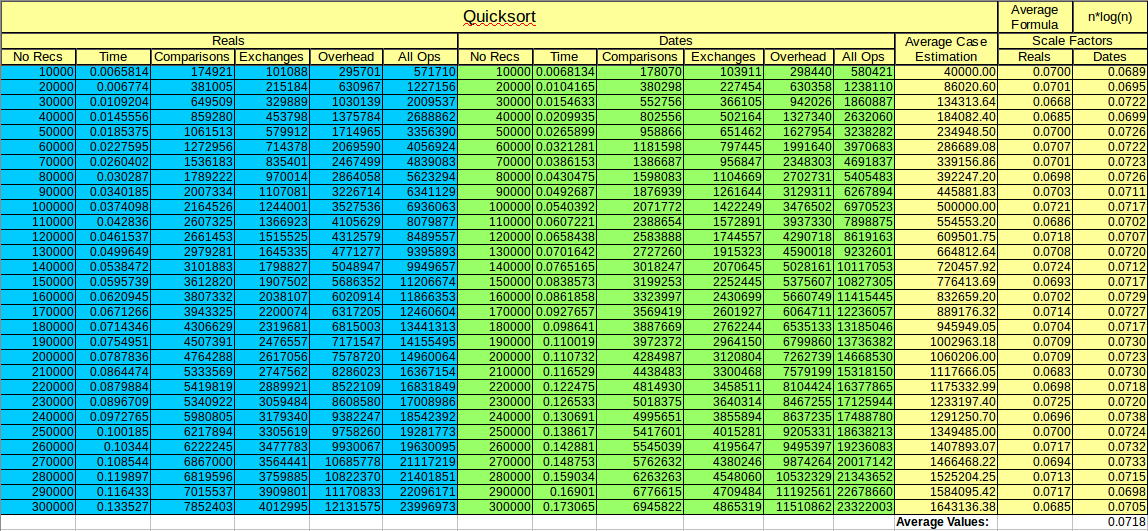 Quicksort Average Formula n*log(n)
Reals Dates Average Case Estimation Scale Factors
No Recs Time Comparisons Exchanges Overhead All Ops No Recs Time Comparisons Exchanges Overhead All Ops Reals Dates
10000 0.0065814 174921 101088 295701 571710 10000 0.0068134 178070 103911 298440 580421 40000.00 0.0700 0.0689
20000 0.006774 381005 215184 630967 1227156 20000 0.0104165 380298 227454 630358 1238110 86020.60 0.0701 0.0695
30000 0.0109204 649509 329889 1030139 2009537 30000 0.0154633 552756 366105 942026 1860887 134313.64 0.0668 0.0722
40000 0.0145556 859280 453798 1375784 2688862 40000 0.0209935 802556 502164 1327340 2632060 184082.40 0.0685 0.0699
50000 0.0185375 1061513 579912 1714965 3356390 50000 0.0265899 958866 651462 1627954 3238282 234948.50 0.0700 0.0726
60000 0.0227595 1272956 714378 2069590 4056924 60000 0.0321281 1181598 797445 1991640 3970683 286689.08 0.0707 0.0722
70000 0.0260402 1536183 835401 2467499 4839083 70000 0.0386153 1386687 956847 2348303 4691837 339156.86 0.0701 0.0723
80000 0.030287 1789222 970014 2864058 5623294 80000 0.0430475 1598083 1104669 2702731 5405483 392247.20 0.0698 0.0726
90000 0.0340185 2007334 1107081 3226714 6341129 90000 0.0492687 1876939 1261644 3129311 6267894 445881.83 0.0703 0.0711
100000 0.0374098 2164526 1244001 3527536 6936063 100000 0.0540392 2071772 1422249 3476502 6970523 500000.00 0.0721 0.0717
110000 0.042836 2607325 1366923 4105629 8079877 110000 0.0607221 2388654 1572891 3937330 7898875 554553.20 0.0686 0.0702
120000 0.0461537 2661453 1515525 4312579 8489557 120000 0.0658438 2583888 1744557 4290718 8619163 609501.75 0.0718 0.0707
130000 0.0499649 2979281 1645335 4771277 9395893 130000 0.0701642 2727260 1915323 4590018 9232601 664812.64 0.0708 0.0720
140000 0.0538472 3101883 1798827 5048947 9949657 140000 0.0765165 3018247 2070645 5028161 10117053 720457.92 0.0724 0.0712
150000 0.0595739 3612820 1907502 5686352 11206674 150000 0.0838573 3199253 2252445 5375607 10827305 776413.69 0.0693 0.0717
160000 0.0620945 3807332 2038107 6020914 11866353 160000 0.0861858 3323997 2430699 5660749 11415445 832659.20 0.0702 0.0729
170000 0.0671266 3943325 2200074 6317205 12460604 170000 0.0927657 3569419 2601927 6064711 12236057 889176.32 0.0714 0.0727
180000 0.0714346 4306629 2319681 6815003 13441313 180000 0.098641 3887669 2762244 6535133 13185046 945949.05 0.0704 0.0717
190000 0.0754951 4507391 2476557 7171547 14155495 190000 0.110019 3972372 2964150 6799860 13736382 1002963.18 0.0709 0.0730
200000 0.0787836 4764288 2617056 7578720 14960064 200000 0.110732 4284987 3120804 7262739 14668530 1060206.00 0.0709 0.0723
210000 0.0864474 5333569 2747562 8286023 16367154 210000 0.116529 4438483 3300468 7579199 15318150 1117666.05 0.0683 0.0730
220000 0.0879884 5419819 2889921 8522109 16831849 220000 0.122475 4814930 3458511 8104424 16377865 1175332.99 0.0698 0.0718
230000 0.0896709 5340922 3059484 8608580 17008986 230000 0.126533 5018375 3640314 8467255 17125944 1233197.40 0.0725 0.0720
240000 0.0972765 5980805 3179340 9382247 18542392 240000 0.130691 4995651 3855894 8637235 17488780 1291250.70 0.0696 0.0738
250000 0.100185 6217894 3305619 9758260 19281773 250000 0.138617 5417601 4015281 9205331 18638213 1349485.00 0.0700 0.0724
260000 0.10344 6222245 3477783 9930067 19630095 260000 0.142881 5545039 4195647 9495397 19236083 1407893.07 0.0717 0.0732
270000 0.108544 6867000 3564441 10685778 21117219 270000 0.148753 5762632 4380246 9874264 20017142 1466468.22 0.0694 0.0733
280000 0.119897 6819596 3759885 10822370 21401851 280000 0.159034 6263263 4548060 10532329 21343652 1525204.25 0.0713 0.0715
290000 0.116433 7015537 3909801 11170833 22096171 290000 0.16901 6776615 4709484 11192561 22678660 1584095.42 0.0717 0.0698
300000 0.133527 7852403 4012995 12131575 23996973 300000 0.173065 6945822 4865319 11510862 23322003 1643136.38 0.0685 0.0705
Average Values: 0.0718